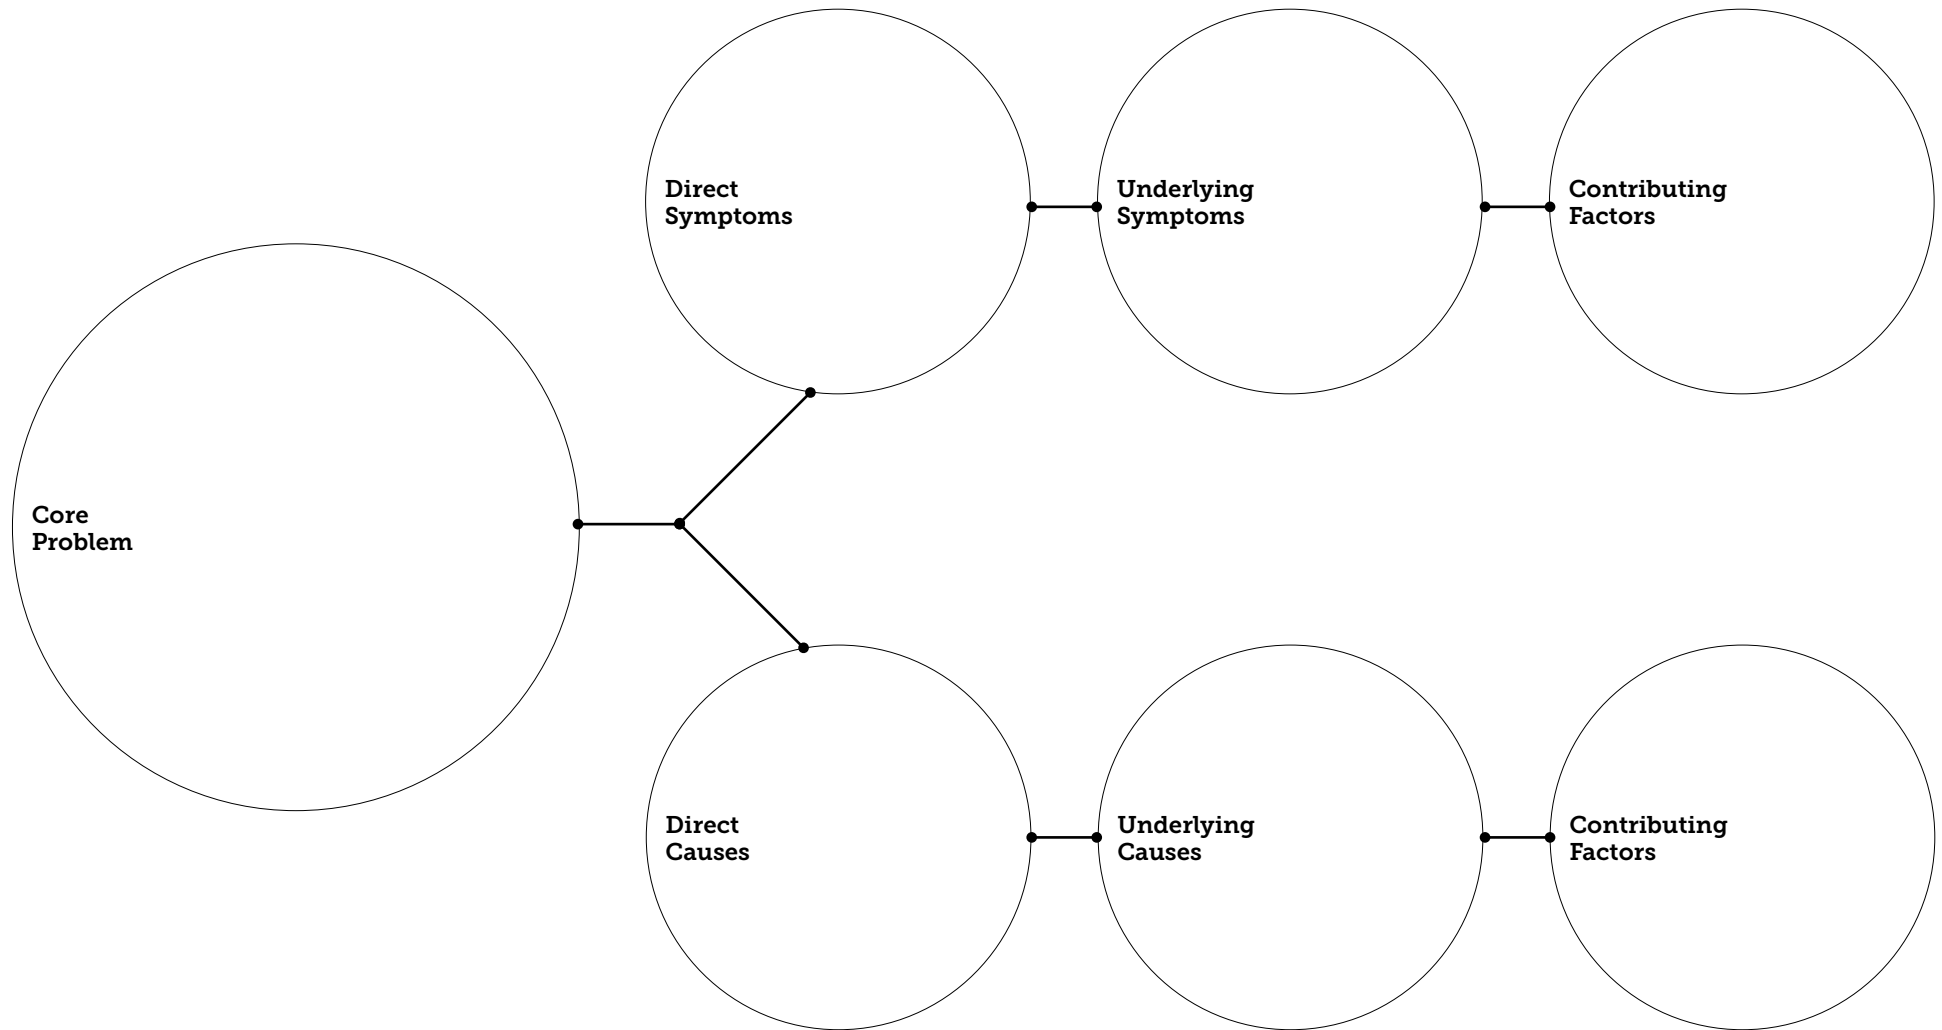 Direct
Symptoms
Underlying
Symptoms
Contributing
Factors
Core
Problem
Direct
Causes
Underlying
Causes
Contributing
Factors